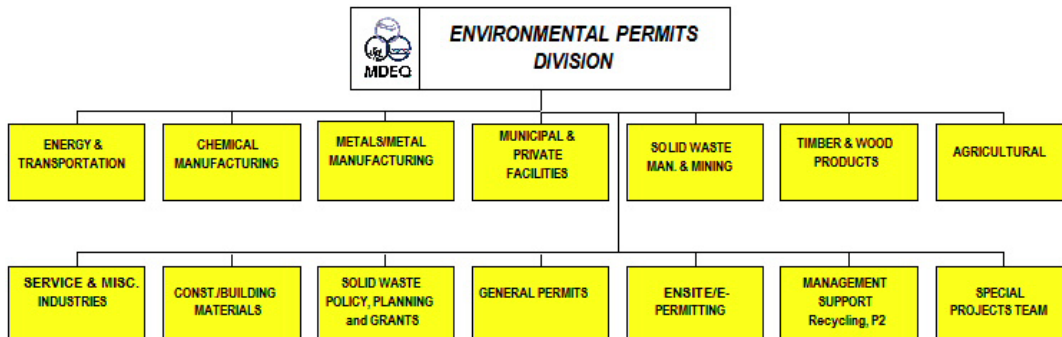 ENVIRONMENTAL PERMITS
DIVISION
MDEQ
ENERGY &
TRANSPORTATION
CHEMICAL
MANUFACTURING
METALS/METAL
MANUFACTURING
MUNICIPAL &
PRIVATE
FACILITIES
SOLID WASTE
MAN. & MINING
TIMBER & WOOD
PRODUCTS
AGRICULTURAL
SERVICE & MISC.
INDUSTRIES
CONST./BUILDING
MATERIALS
SOLID WASTE
POLICY, PLANNING
and GRANTS
GENERAL PERMITS
ENSITE/E-
PERMITTING
MANAGEMENT
SUPPORT
Recycling, P2
SPECIAL
PROJECTS TEAM